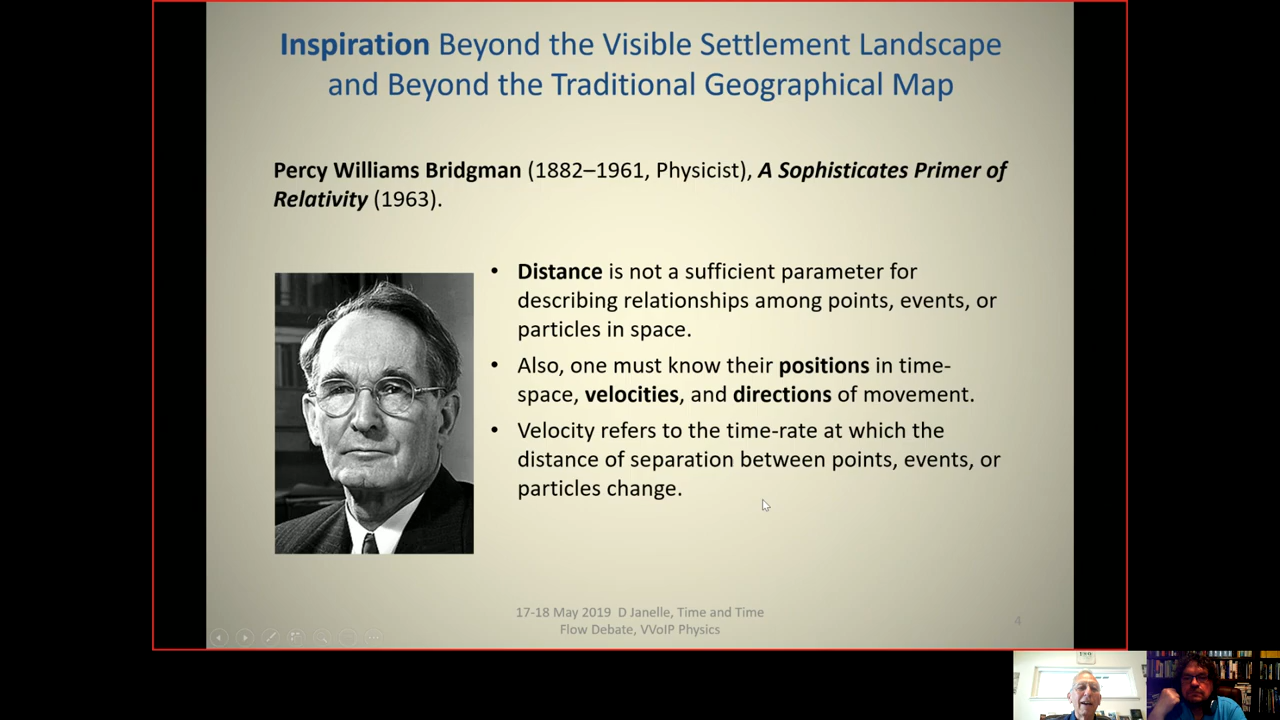 Inspiration Beyond the Visible Settlement Landscape
and Beyond the Traditional Geographical Map
Percy Williams Bridgman (1882–1961, Physicist), A Sophisticates Primer of
Relativity (1963).
• Distance is not a sufficient parameter for
describing relationships among points, events, or
particles in space.
• Also, one must know their positions in time-
space, velocities, and directions of movement.
• Velocity refers to the time-rate at which the
distance of separation between points, events, or
particles change.
17-18 May 2019 D Janelle, Time and Time
Flow Debate, VVoIP Physics
4